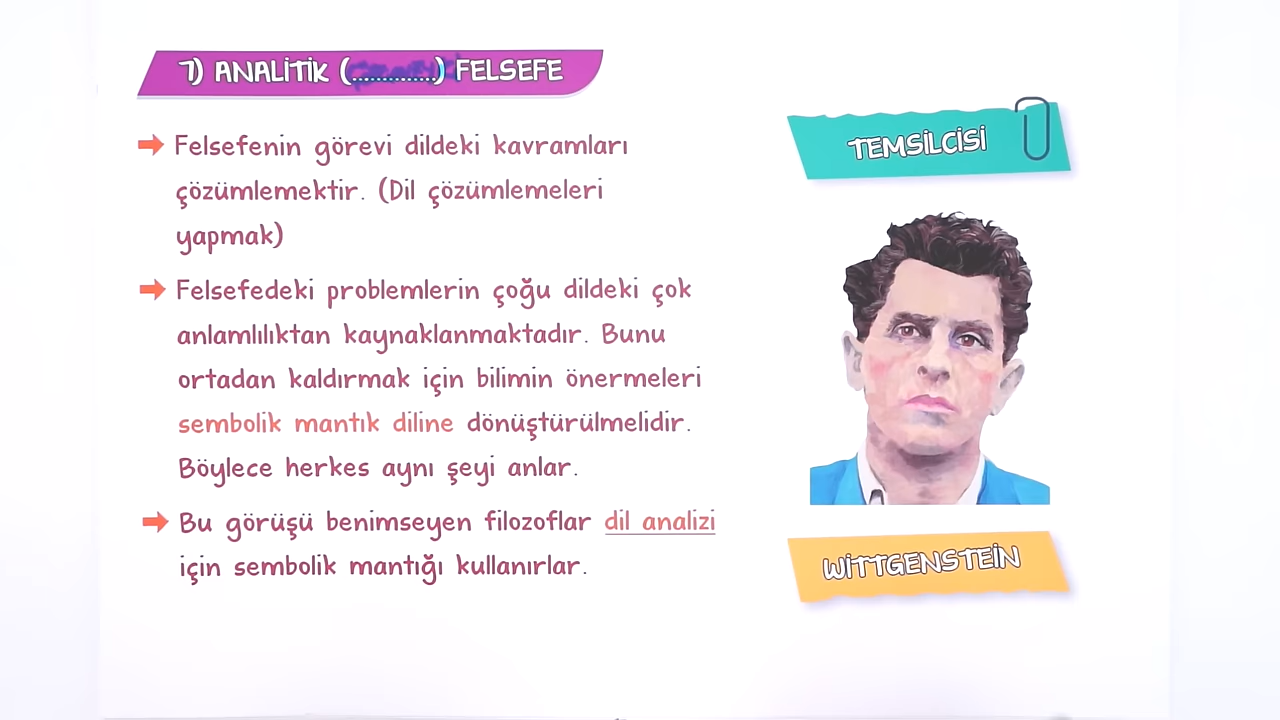 7) ANALİTİK (.............) FELSEFE
Felsefenin görevi dildeki kavramları
çözümlemektir. (Dil çözümlemeleri
yapmak)
Felsefedeki problemlerin çoğu dildeki çok
anlamlılıktan kaynaklanmaktadır. Bunu
ortadan kaldırmak için bilimin önermeleri
sembolik mantık diline dönüştürülmelidir.
Böylece herkes aynı şeyi anlar.
Bu görüşü benimseyen filozoflar dil analizi
için sembolik mantığı kullanırlar.
TEMSİLCİSİ
WİTTGENSTEİN